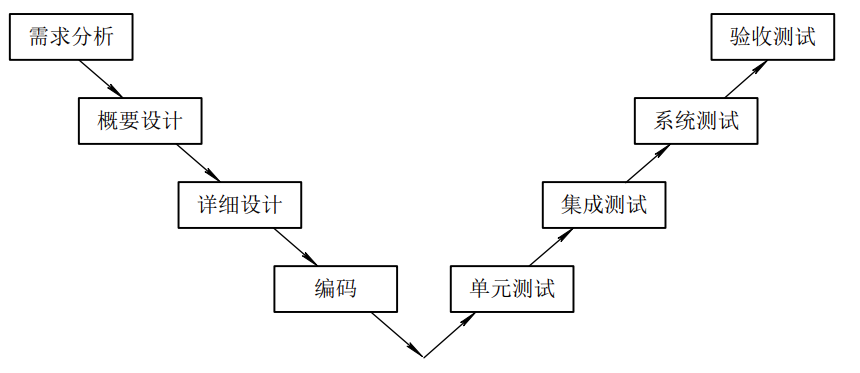 需求分析
验收测试
概要设计
系统测试
详细设计
集成测试
编码
单元测试